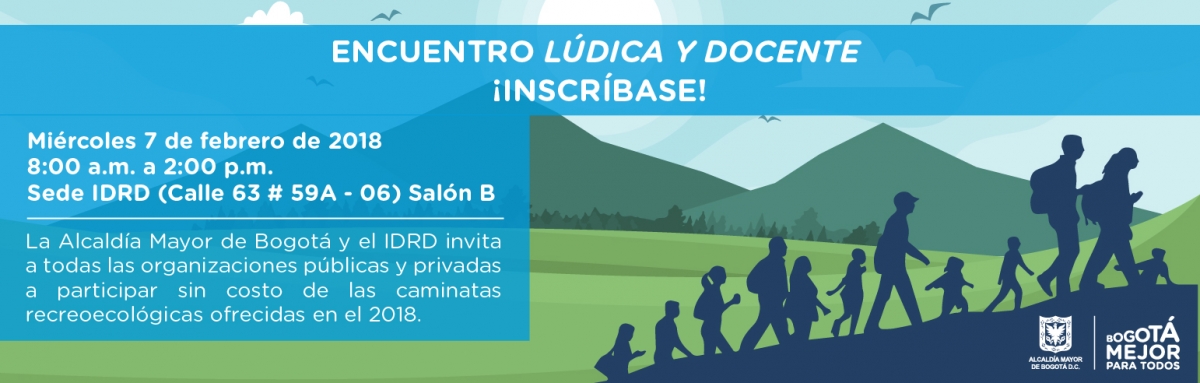 ENCUENTRO LÚDICA Y DOCENTE
¡INSCRÍBASE!
Miércoles 7 de febrero de 2018
8:00 a.m. a 2:00 p.m.
Sede IDRD (Calle 63 # 59A - 06) Salón B
La Alcaldía Mayor de Bogotá y el IDRD invita
a todas las organizaciones públicas y privadas
a participar sin costo de las caminatas
recreoecológicas ofrecidas en el 2018.
ALCALDÍA MAYOR
DE BOGOTÁ D.C.
BOGOTÁ
MEJOR
PARA TODOS